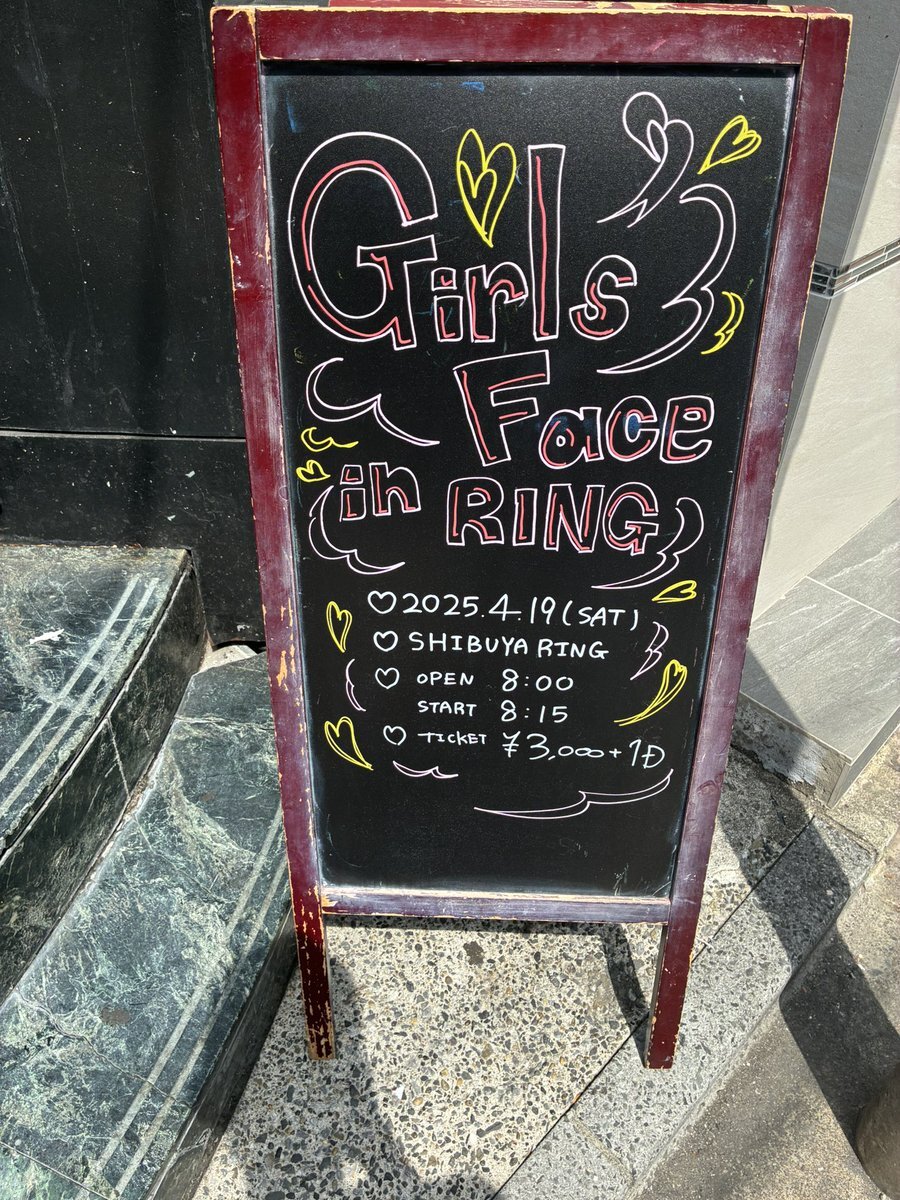 Girls
Face
in RING
♡2025.4.19(SAT)
♡SHIBUYA RING
♡ OPEN 8:00
START 8:15
♡ TICKET ¥3,000+1D